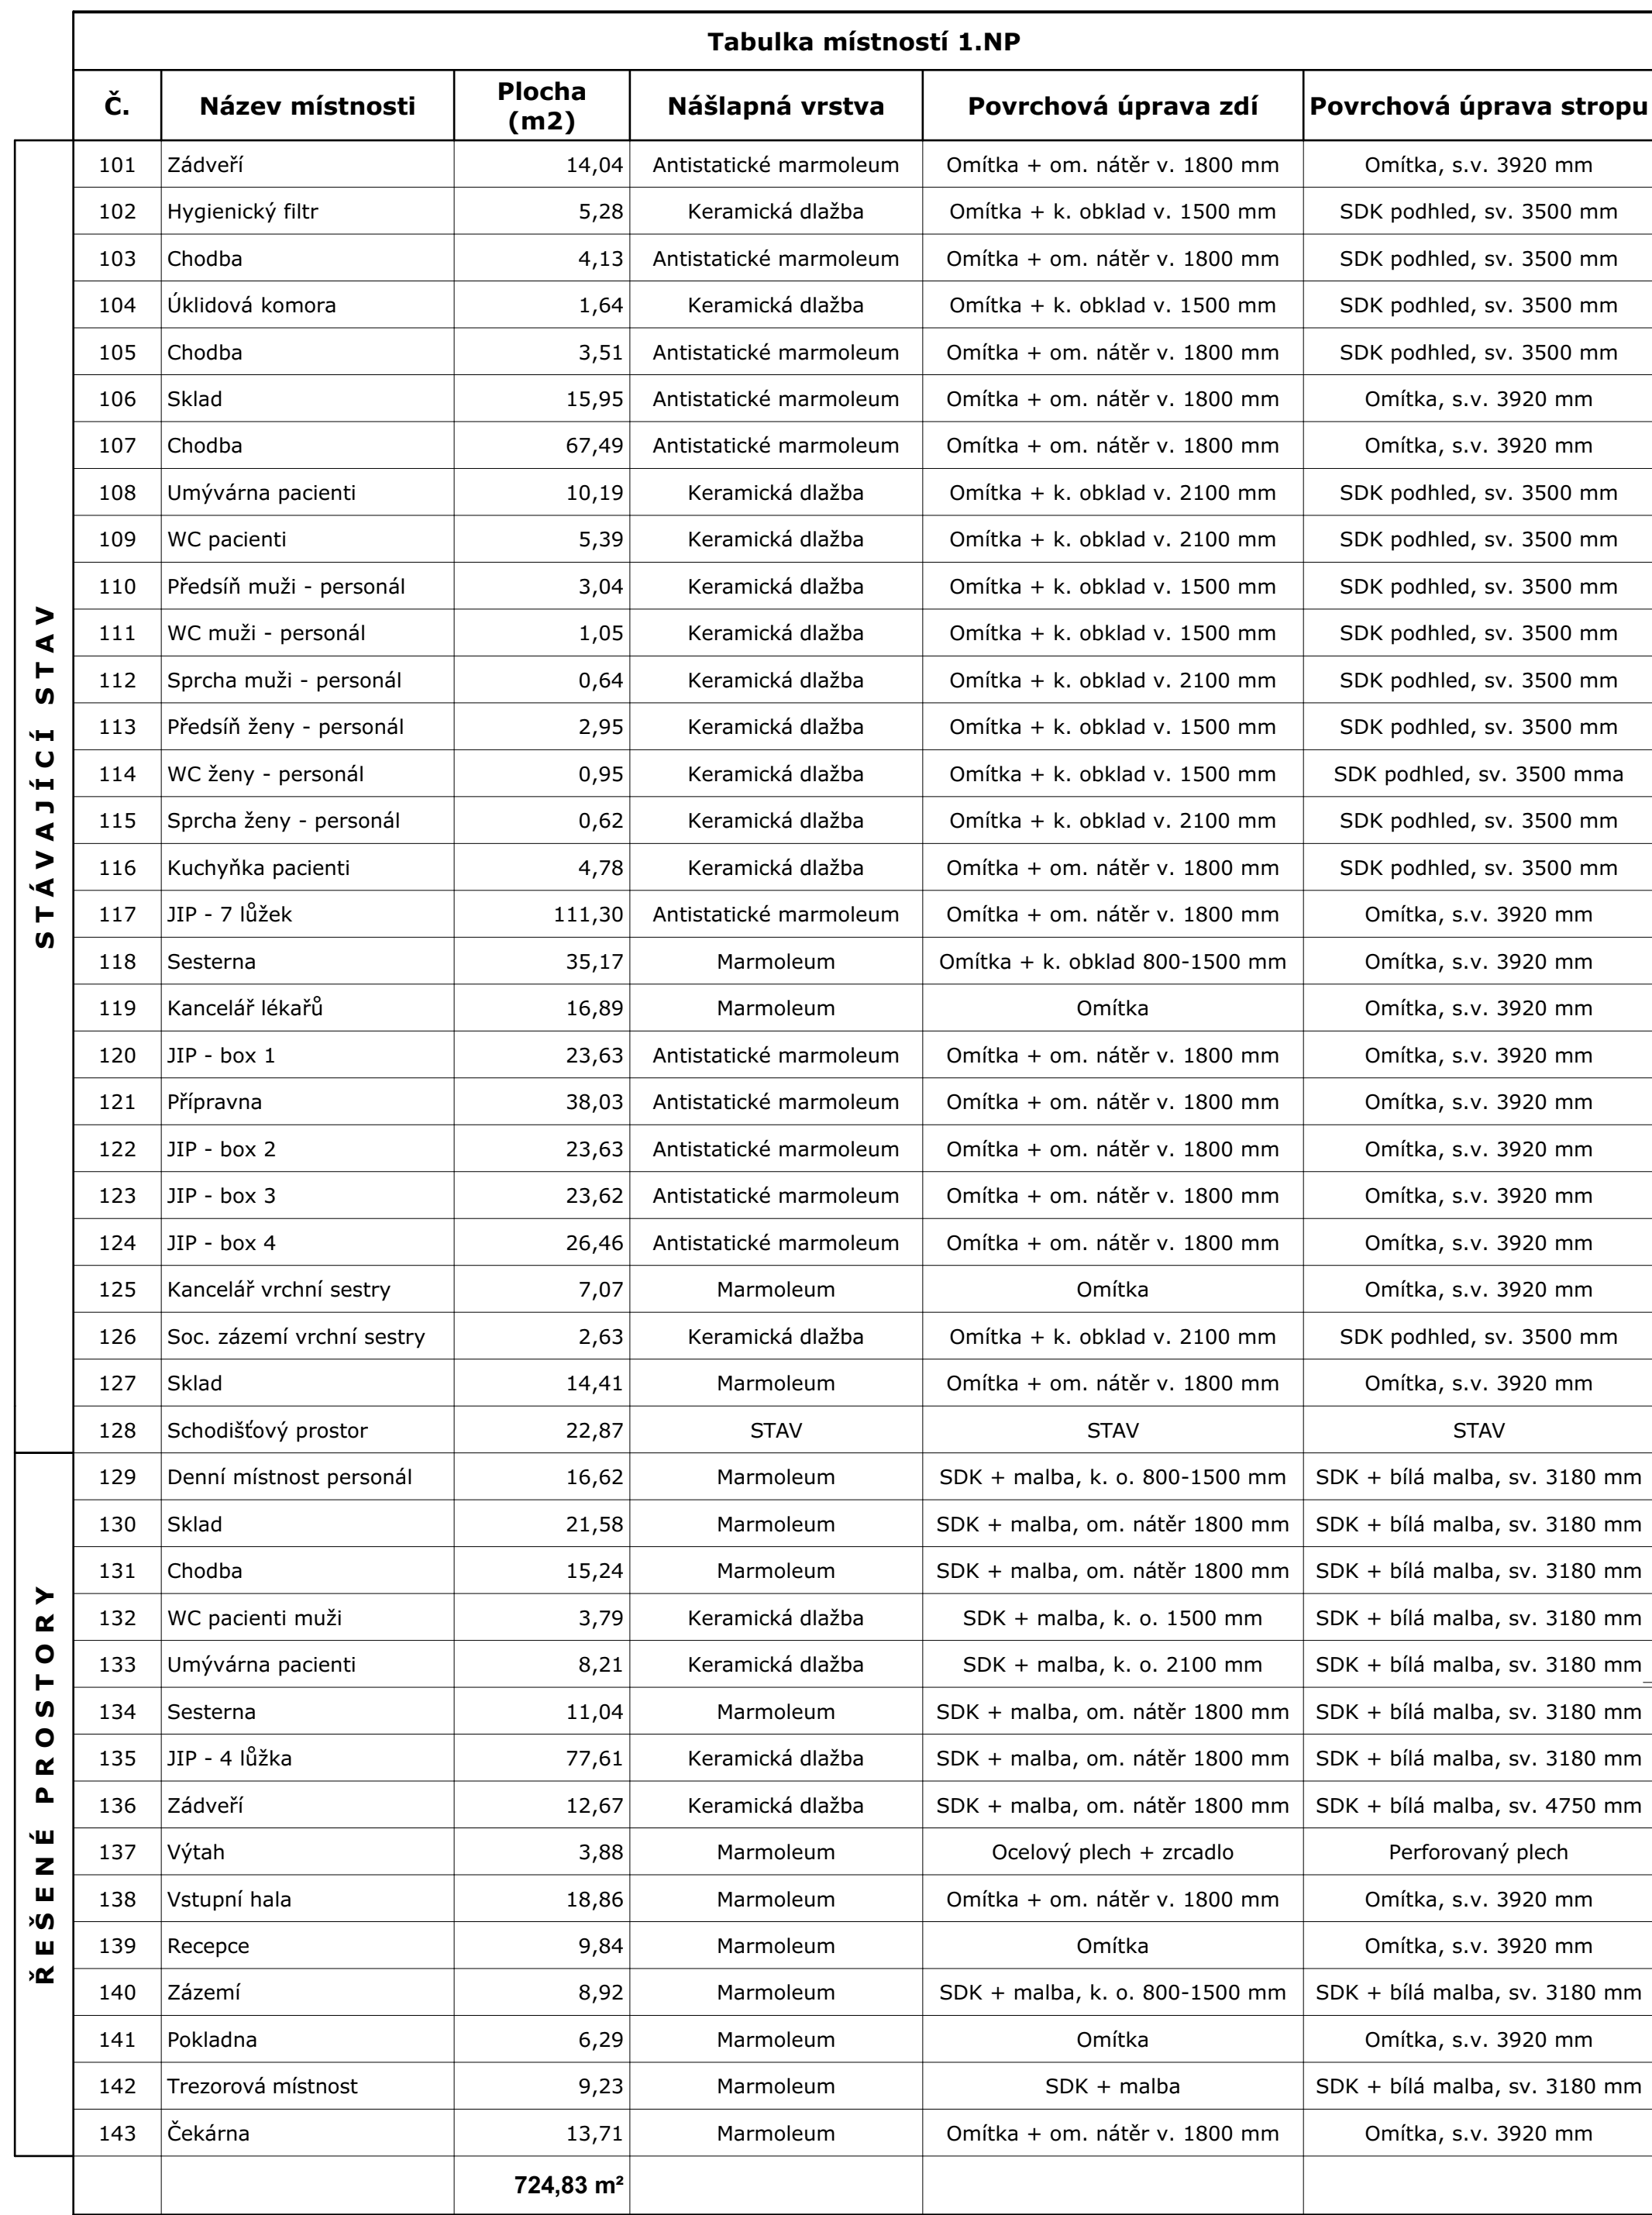 Tabulka místností 1.NP
Č. Název místnosti Plocha (m2) Nášlapná vrstva Povrchová úprava zdí Povrchová úprava stropu
STÁVAJÍCÍ STAV
101 Zádveří 14,04 Antistatické marmoleum Omítka + om. nátěr v. 1800 mm Omítka, s.v. 3920 mm
102 Hygienický filtr 5,28 Keramická dlažba Omítka + k. obklad v. 1500 mm SDK podhled, sv. 3500 mm
103 Chodba 4,13 Antistatické marmoleum Omítka + om. nátěr v. 1800 mm SDK podhled, sv. 3500 mm
104 Úklidová komora 1,64 Keramická dlažba Omítka + k. obklad v. 1500 mm SDK podhled, sv. 3500 mm
105 Chodba 3,51 Antistatické marmoleum Omítka + om. nátěr v. 1800 mm SDK podhled, sv. 3500 mm
106 Sklad 15,95 Antistatické marmoleum Omítka + om. nátěr v. 1800 mm Omítka, s.v. 3920 mm
107 Chodba 67,49 Antistatické marmoleum Omítka + om. nátěr v. 1800 mm Omítka, s.v. 3920 mm
108 Umývárna pacienti 10,19 Keramická dlažba Omítka + k. obklad v. 2100 mm SDK podhled, sv. 3500 mm
109 WC pacienti 5,39 Keramická dlažba Omítka + k. obklad v. 2100 mm SDK podhled, sv. 3500 mm
110 Předsíň muži - personál 3,04 Keramická dlažba Omítka + k. obklad v. 1500 mm SDK podhled, sv. 3500 mm
111 WC muži - personál 1,05 Keramická dlažba Omítka + k. obklad v. 1500 mm SDK podhled, sv. 3500 mm
112 Sprcha muži - personál 0,64 Keramická dlažba Omítka + k. obklad v. 2100 mm SDK podhled, sv. 3500 mm
113 Předsíň ženy - personál 2,95 Keramická dlažba Omítka + k. obklad v. 1500 mm SDK podhled, sv. 3500 mm
114 WC ženy - personál 0,95 Keramická dlažba Omítka + k. obklad v. 1500 mm SDK podhled, sv. 3500 mma
115 Sprcha ženy - personál 0,62 Keramická dlažba Omítka + k. obklad v. 2100 mm SDK podhled, sv. 3500 mm
116 Kuchyňka pacienti 4,78 Keramická dlažba Omítka + om. nátěr v. 1800 mm SDK podhled, sv. 3500 mm
117 JIP - 7 lůžek 111,30 Antistatické marmoleum Omítka + om. nátěr v. 1800 mm Omítka, s.v. 3920 mm
118 Sesterna 35,17 Marmoleum Omítka + k. obklad 800-1500 mm Omítka, s.v. 3920 mm
119 Kancelář lékařů 16,89 Marmoleum Omítka Omítka, s.v. 3920 mm
120 JIP - box 1 23,63 Antistatické marmoleum Omítka + om. nátěr v. 1800 mm Omítka, s.v. 3920 mm
121 Přípravna 38,03 Antistatické marmoleum Omítka + om. nátěr v. 1800 mm Omítka, s.v. 3920 mm
122 JIP - box 2 23,63 Antistatické marmoleum Omítka + om. nátěr v. 1800 mm Omítka, s.v. 3920 mm
123 JIP - box 3 23,62 Antistatické marmoleum Omítka + om. nátěr v. 1800 mm Omítka, s.v. 3920 mm
124 JIP - box 4 26,46 Antistatické marmoleum Omítka + om. nátěr v. 1800 mm Omítka, s.v. 3920 mm
125 Kancelář vrchní sestry 7,07 Marmoleum Omítka Omítka, s.v. 3920 mm
126 Soc. zázemí vrchní sestry 2,63 Keramická dlažba Omítka + k. obklad v. 2100 mm SDK podhled, sv. 3500 mm
127 Sklad 14,41 Marmoleum Omítka + om. nátěr v. 1800 mm Omítka, s.v. 3920 mm
128 Schodišťový prostor 22,87 STAV STAV STAV
ŘEŠENÉ PROSTORY
129 Denní místnost personál 16,62 Marmoleum SDK + malba, k. o. 800-1500 mm SDK + bílá malba, sv. 3180 mm
130 Sklad 21,58 Marmoleum SDK + malba, om. nátěr 1800 mm SDK + bílá malba, sv. 3180 mm
131 Chodba 15,24 Marmoleum SDK + malba, om. nátěr 1800 mm SDK + bílá malba, sv. 3180 mm
132 WC pacienti muži 3,79 Keramická dlažba SDK + malba, k. o. 1500 mm SDK + bílá malba, sv. 3180 mm
133 Umývárna pacienti 8,21 Keramická dlažba SDK + malba, k. o. 2100 mm SDK + bílá malba, sv. 3180 mm
134 Sesterna 11,04 Marmoleum SDK + malba, om. nátěr 1800 mm SDK + bílá malba, sv. 3180 mm
135 JIP - 4 lůžka 77,61 Keramická dlažba SDK + malba, om. nátěr 1800 mm SDK + bílá malba, sv. 3180 mm
136 Zádveří 12,67 Keramická dlažba SDK + malba, om. nátěr 1800 mm SDK + bílá malba, sv. 4750 mm
137 Výtah 3,88 Marmoleum Ocelový plech + zrcadlo Perforovaný plech
138 Vstupní hala 18,86 Marmoleum Omítka + om. nátěr v. 1800 mm Omítka, s.v. 3920 mm
139 Recepce 9,84 Marmoleum Omítka Omítka, s.v. 3920 mm
140 Zázemí 8,92 Marmoleum SDK + malba, k. o. 800-1500 mm SDK + bílá malba, sv. 3180 mm
141 Pokladna 6,29 Marmoleum Omítka Omítka, s.v. 3920 mm
142 Trezorová místnost 9,23 Marmoleum SDK + malba SDK + bílá malba, sv. 3180 mm
143 Čekárna 13,71 Marmoleum Omítka + om. nátěr v. 1800 mm Omítka, s.v. 3920 mm
724,83 m²